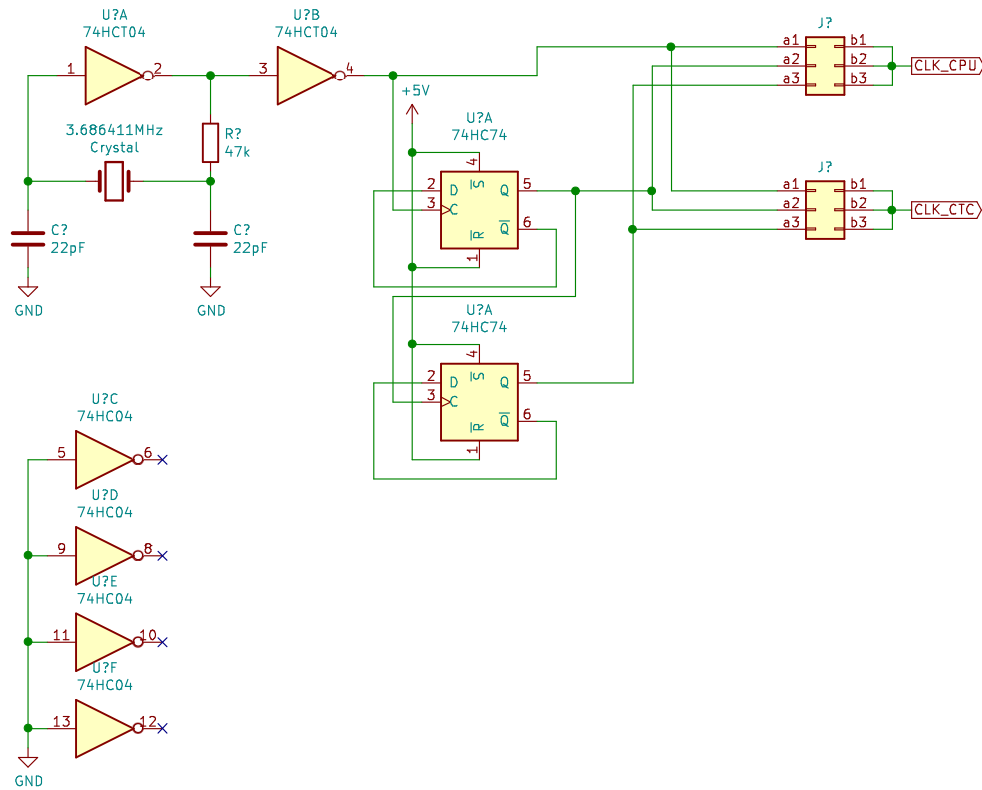 U?A
74HCT04
1
2
U?B
74HCT04
3
4
3.686411MHz
Crystal
R?
47k
C?
22pF
C?
22pF
GND
GND
+5V
U?A
74HC74
4
2
D
S
Q
5
3
C
Q
6
R
1
U?A
74HC74
4
2
D
S
Q
5
3
C
Q
6
R
1
J?
a1
b1
a2
b2
CLK_CPU
a3
b3
J?
a1
b1
a2
b2
CLK_CTC
a3
b3
U?C
74HC04
5
6
U?D
74HC04
9
8
U?E
74HC04
11
10
U?F
74HC04
13
12
GND